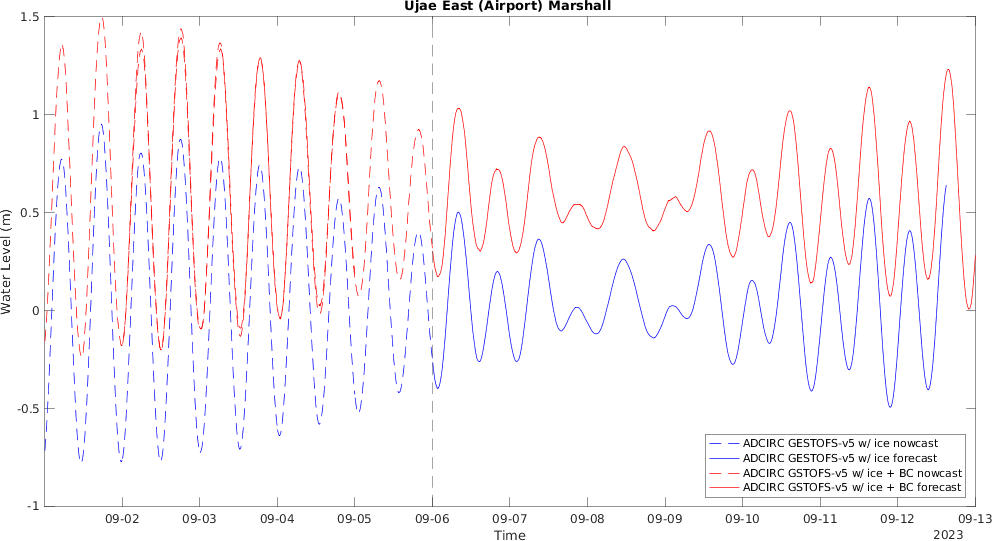 Ujae East (Airport) Marshall
1.5
1
0.5
0
-0.5
-1
Water Level (m)
ADCIRC GESTOFS-v5 w/ ice nowcast
ADCIRC GESTOFS-v5 w/ ice forecast
ADCIRC GSTOFS-v5 w/ ice + BC nowcast
ADCIRC GSTOFS-v5 w/ ice + BC forecast
09-02 09-03 09-04 09-05 09-06 09-07 09-08 09-09 09-10 09-11 09-12 09-13
Time
2023